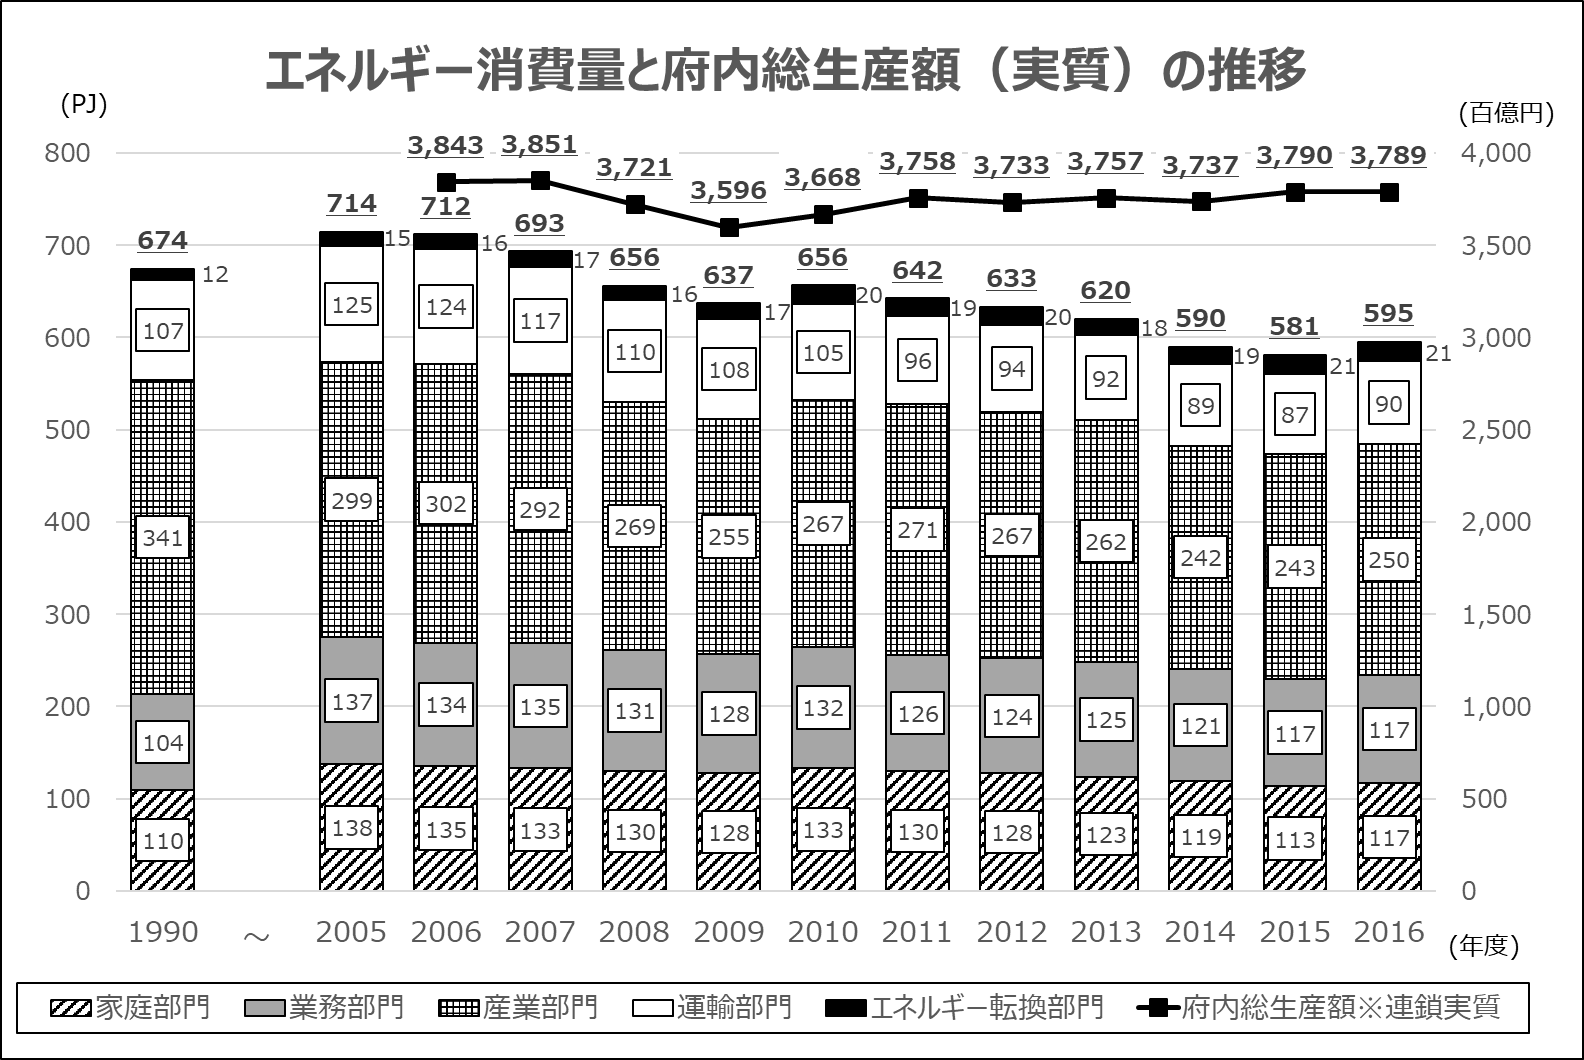 エネルギー消費量と府内総生産額（実質）の推移
(PJ)
(百億円)
3,843 3,851 3,721 3,596 3,668 3,758 3,733 3,757 3,737 3,790 3,789
674 714 712 693 656 637 656 642 633 620 590 581 595
12 15 16 17 16 17 20 19 20 18 19 21 21
107 125 124 117 110 108 105 96 94 92 89 87 90
341 299 302 292 269 255 267 271 267 262 242 243 250
104 137 134 135 131 128 132 126 124 125 121 117 117
110 138 135 133 130 128 133 130 128 123 119 113 117
800 4,000
700 3,500
600 3,000
500 2,500
400 2,000
300 1,500
200 1,000
100 500
0 0
1990 ～ 2005 2006 2007 2008 2009 2010 2011 2012 2013 2014 2015 2016
(年度)
家庭部門 業務部門 産業部門 運輸部門 エネルギー転換部門 府内総生産額※連鎖実質